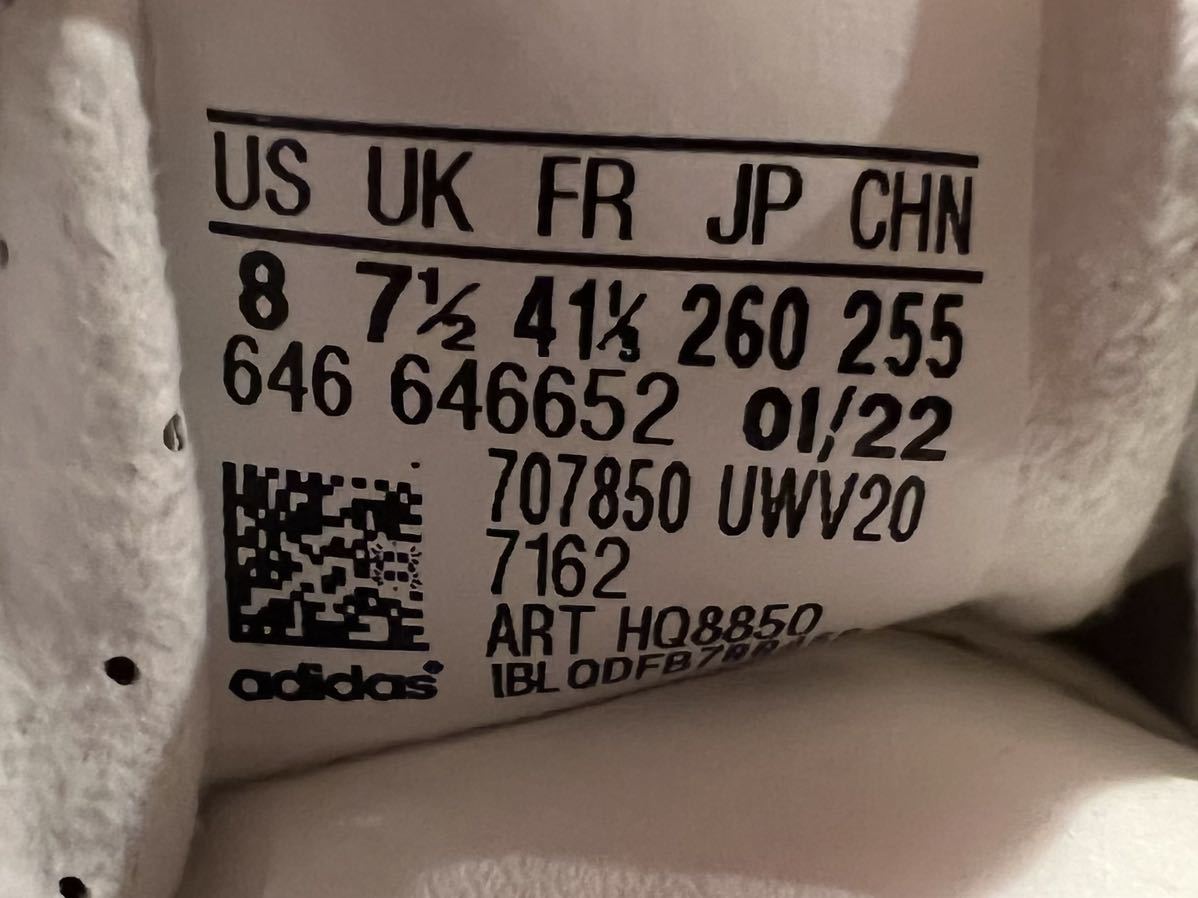 US UK FR JP CHN
8 7½ 41⅓ 260 255
646 646652 01/22
707850 UWV20
7162
ART HQ8850
adidas